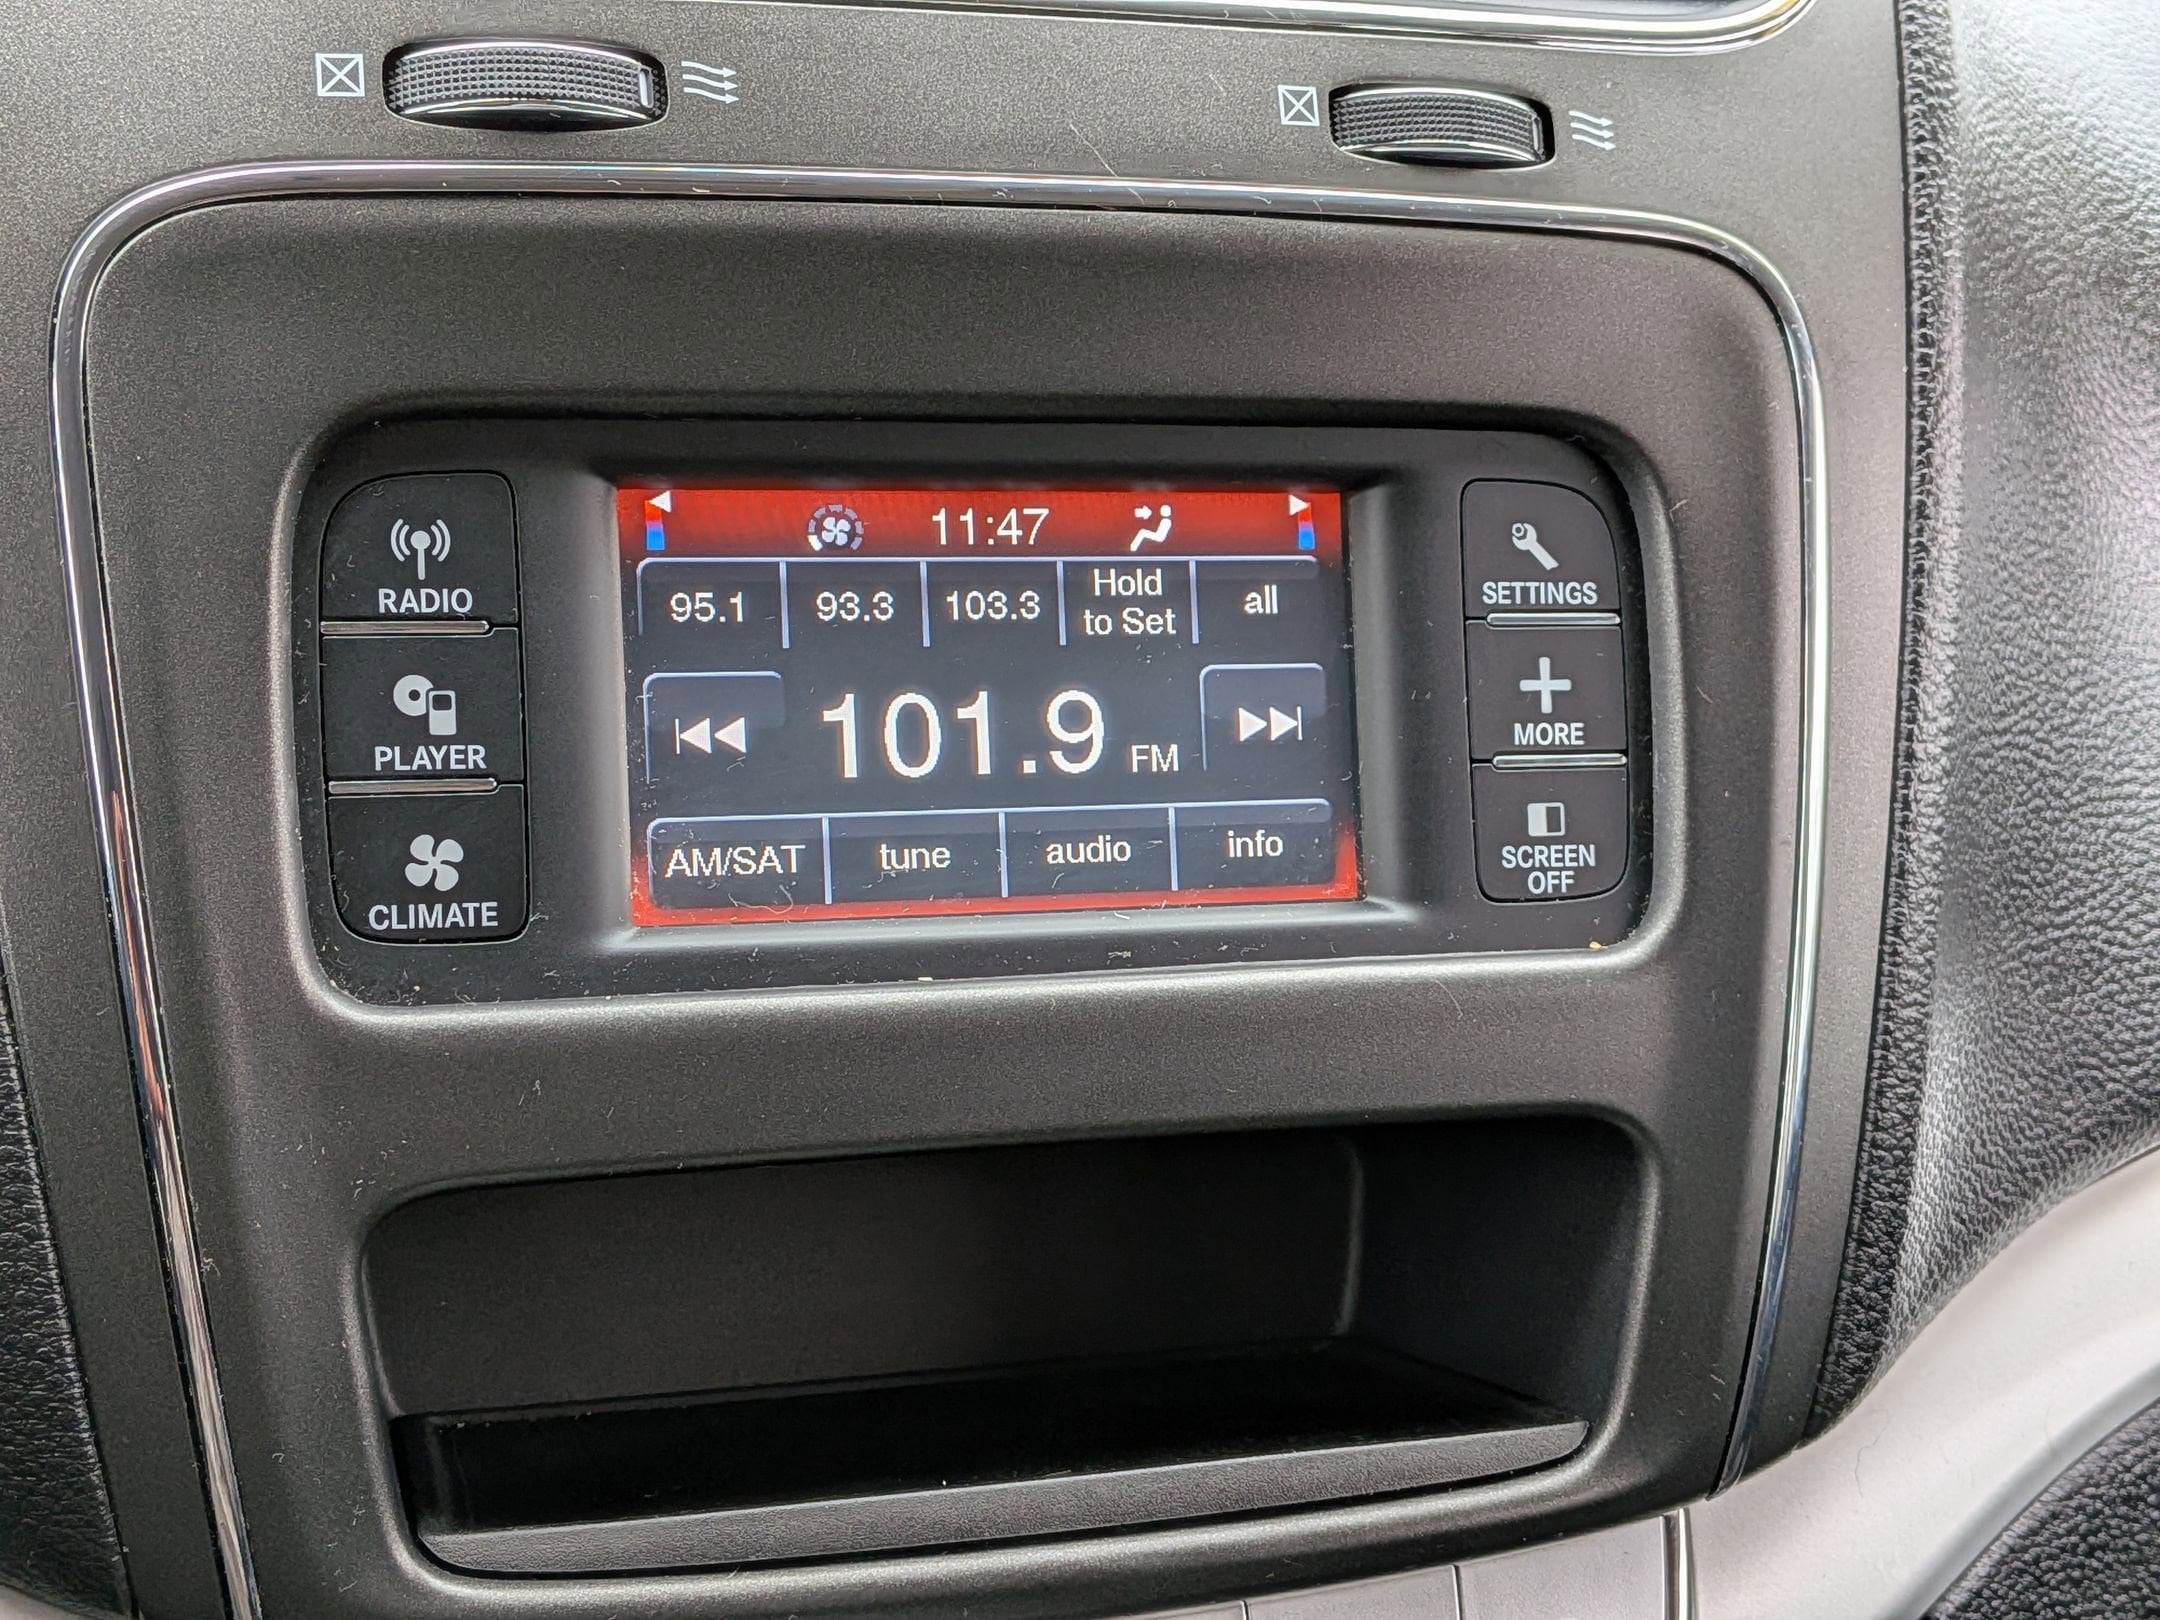 11:47
95.1 93.3 103.3 Hold to Set all
101.9 FM
AM/SAT tune audio info
RADIO
PLAYER
CLIMATE
SETTINGS
MORE
SCREEN
OFF